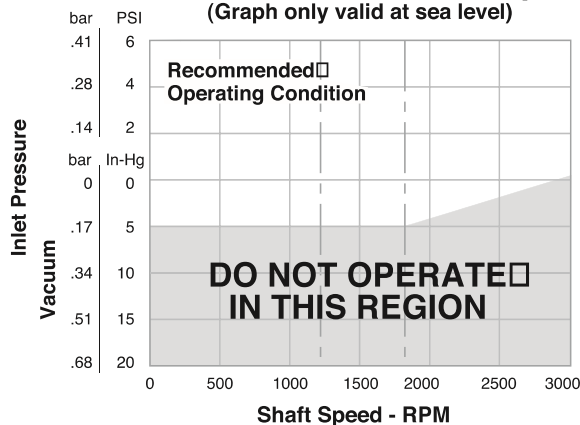 (Graph only valid at sea level)
bar PSI
.41 6
.28 4
.14 2
bar In-Hg
0 0
.17 5
.34 10
.51 15
.68 20
Inlet Pressure
Vacuum
Recommended
Operating Condition
DO NOT OPERATE
IN THIS REGION
0 500 1000 1500 2000 2500 3000
Shaft Speed - RPM